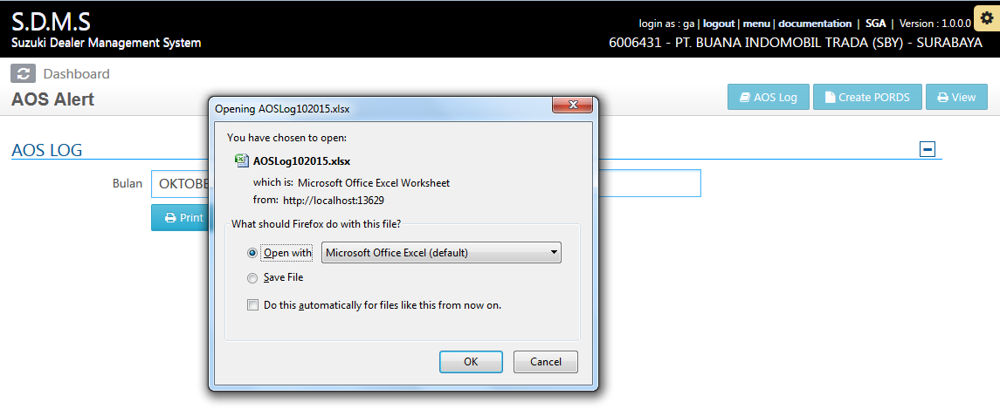 S.D.M.S
Suzuki Dealer Management System
login as : ga | logout | menu | documentation | SGA | Version : 1.0.0.0
6006431 - PT. BUANA INDOMOBIL TRADA (SBY) - SURABAYA
Dashboard
AOS Alert
AOS Log
Create PORDS
View
AOS LOG
Bulan
OKTOBE
Print
Opening AOSLog102015.xlsx
You have chosen to open:
AOSLog102015.xlsx
which is: Microsoft Office Excel Worksheet
from: http://localhost:13629
What should Firefox do with this file?
Open with
Microsoft Office Excel (default)
Save File
Do this automatically for files like this from now on.
OK
Cancel